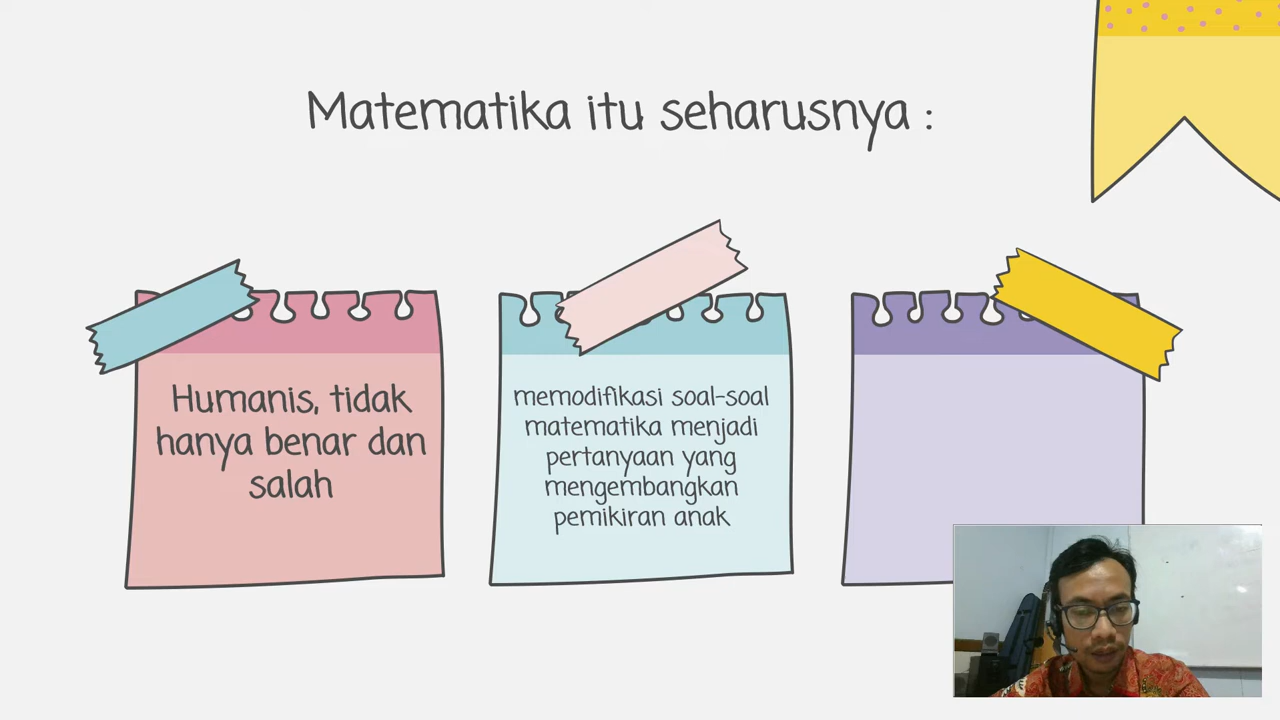 Matematika itu seharusnya :
Humanis, tidak
hanya benar dan
salah
memodifikasi soal-soal
matematika menjadi
pertanyaan yang
mengembangkan
pemikiran anak